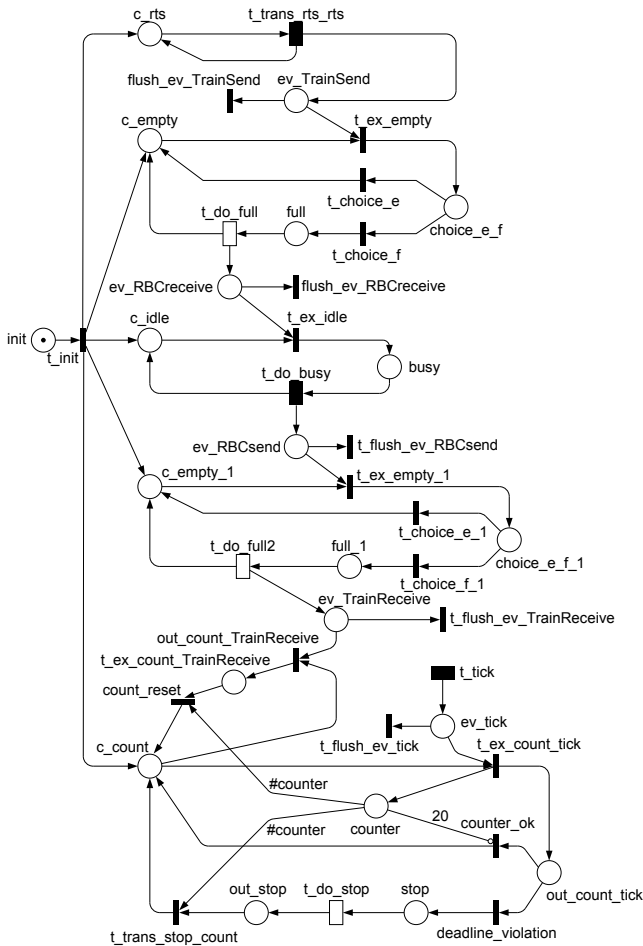 c_rts
t_trans_rts_rts
flush_ev_TrainSend
ev_TrainSend
c_empty
t_ex_empty
t_choice_e
t_do_full
full
t_choice_f
choice_e_f
ev_RBCreceive
flush_ev_RBCreceive
c_idle
t_ex_idle
init
t_init
busy
t_do_busy
ev_RBCsend
t_flush_ev_RBCsend
c_empty_1
t_ex_empty_1
t_choice_e_1
t_do_full2
full_1
t_choice_f_1
choice_e_f_1
ev_TrainReceive
t_flush_ev_TrainReceive
out_count_TrainReceive
t_ex_count_TrainReceive
count_reset
t_tick
ev_tick
t_flush_ev_tick
c_count
t_ex_count_tick
#counter
#counter
counter
20
counter_ok
out_count_tick
out_stop
t_do_stop
stop
t_trans_stop_count
deadline_violation